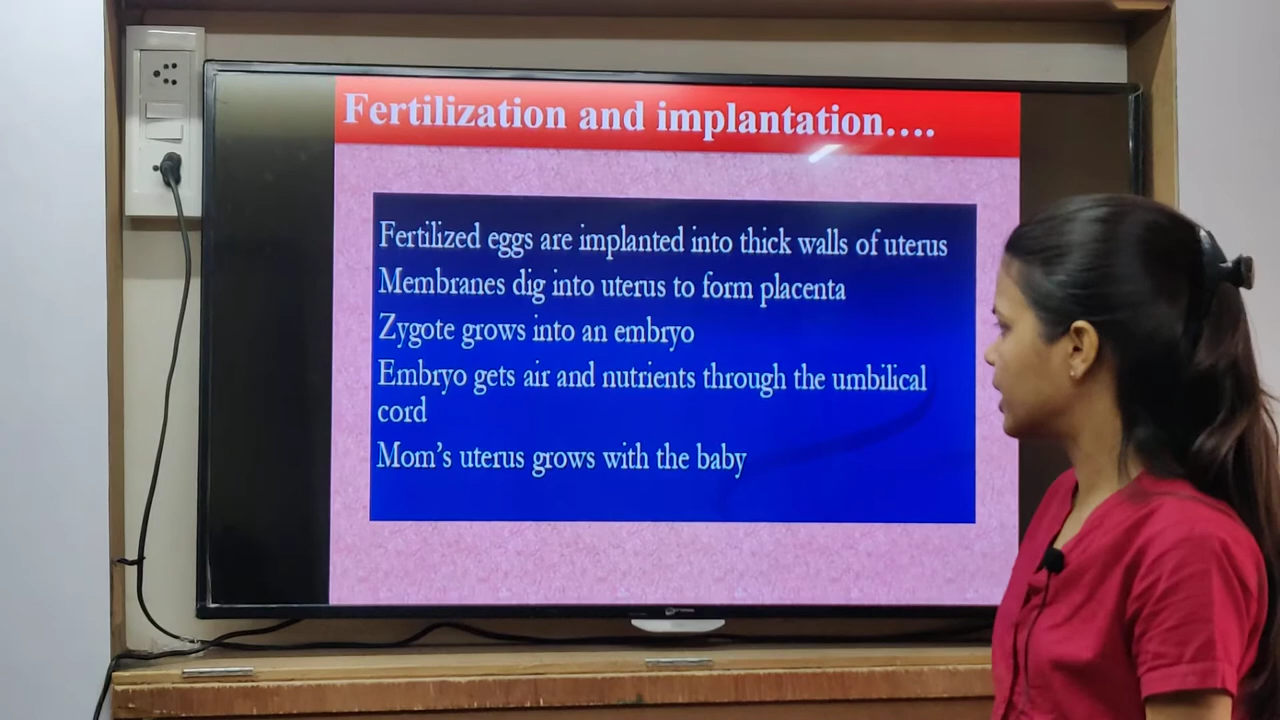 Fertilization and implantation....
Fertilized eggs are implanted into thick walls of uterus
Membranes dig into uterus to form placenta
Zygote grows into an embryo
Embryo gets air and nutrients through the umbilical
cord
Mom's uterus grows with the baby